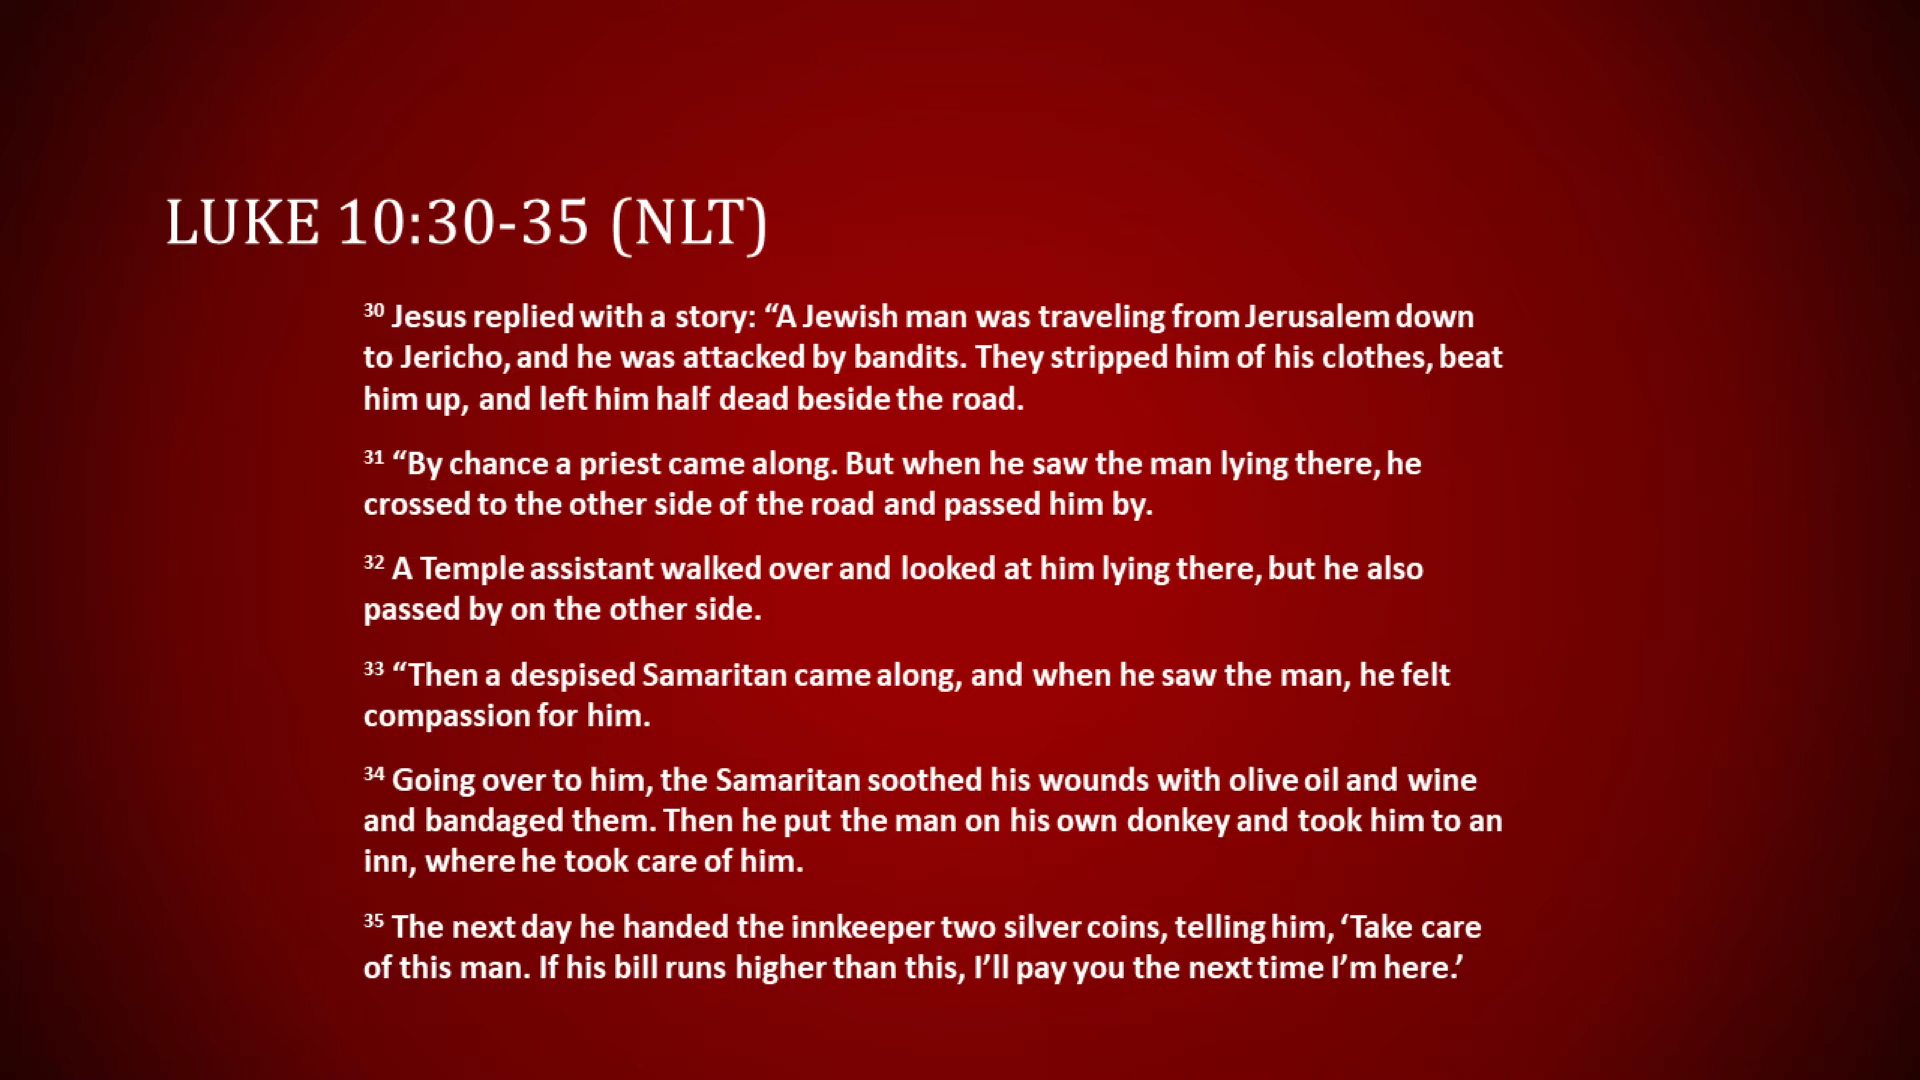 LUKE 10:30-35 (NLT)
30 Jesus replied with a story: “A Jewish man was traveling from Jerusalem down
to Jericho, and he was attacked by bandits. They stripped him of his clothes, beat
him up, and left him half dead beside the road.
31 “By chance a priest came along. But when he saw the man lying there, he
crossed to the other side of the road and passed him by.
32 A Temple assistant walked over and looked at him lying there, but he also
passed by on the other side.
33 “Then a despised Samaritan came along, and when he saw the man, he felt
compassion for him.
34 Going over to him, the Samaritan soothed his wounds with olive oil and wine
and bandaged them. Then he put the man on his own donkey and took him to an
inn, where he took care of him.
35 The next day he handed the innkeeper two silver coins, telling him, ‘Take care
of this man. If his bill runs higher than this, I’ll pay you the next time I’m here.’